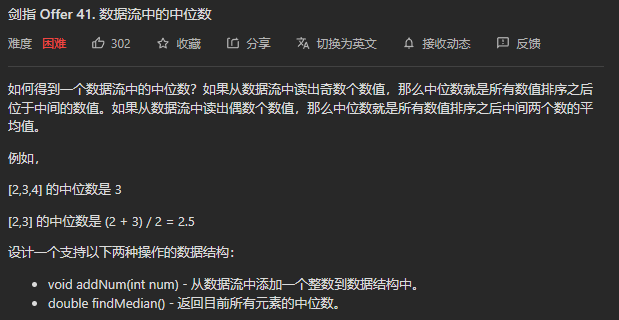 剑指 Offer 41. 数据流中的中位数
难度 困难 302 收藏 分享 切换为英文 接收动态 反馈
如何得到一个数据流中的中位数？如果从数据流中读出奇数个数值，那么中位数就是所有数值排序之后
位于中间的数值。如果从数据流中读出偶数个数值，那么中位数就是所有数值排序之后中间两个数的平
均值。
例如，
[2,3,4] 的中位数是 3
[2,3] 的中位数是 (2 + 3) / 2 = 2.5
设计一个支持以下两种操作的数据结构：
• void addNum(int num) - 从数据流中添加一个整数到数据结构中。
• double findMedian() - 返回目前所有元素的中位数。